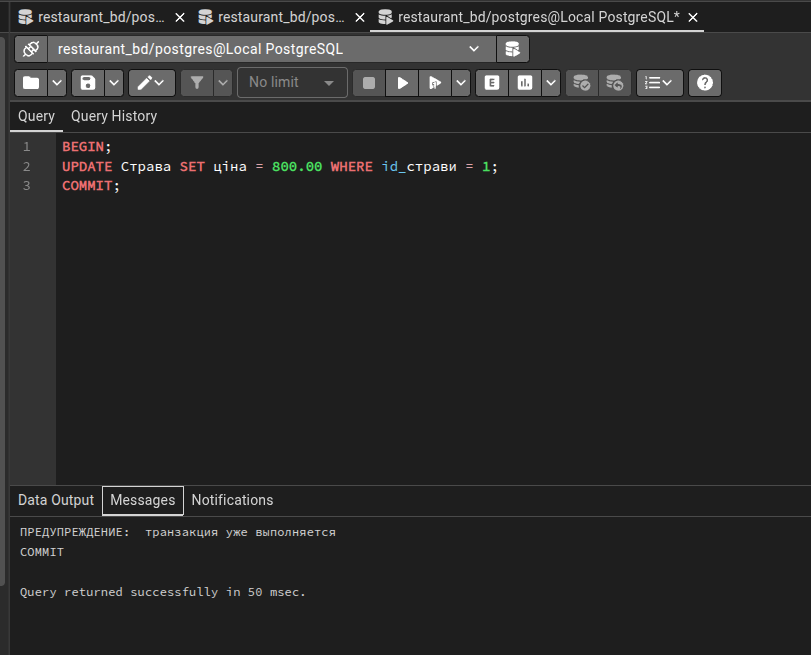 restaurant_bd/pos... restaurant_bd/pos... restaurant_bd/postgres@Local PostgreSQL*
restaurant_bd/postgres@Local PostgreSQL
No limit E
Query Query History
1 BEGIN;
2 UPDATE Страва SET ціна = 800.00 WHERE id_страви = 1;
3 COMMIT;
Data Output Messages Notifications
ПРЕДУПРЕЖДЕНИЕ: транзакция уже выполняется
COMMIT
Query returned successfully in 50 msec.